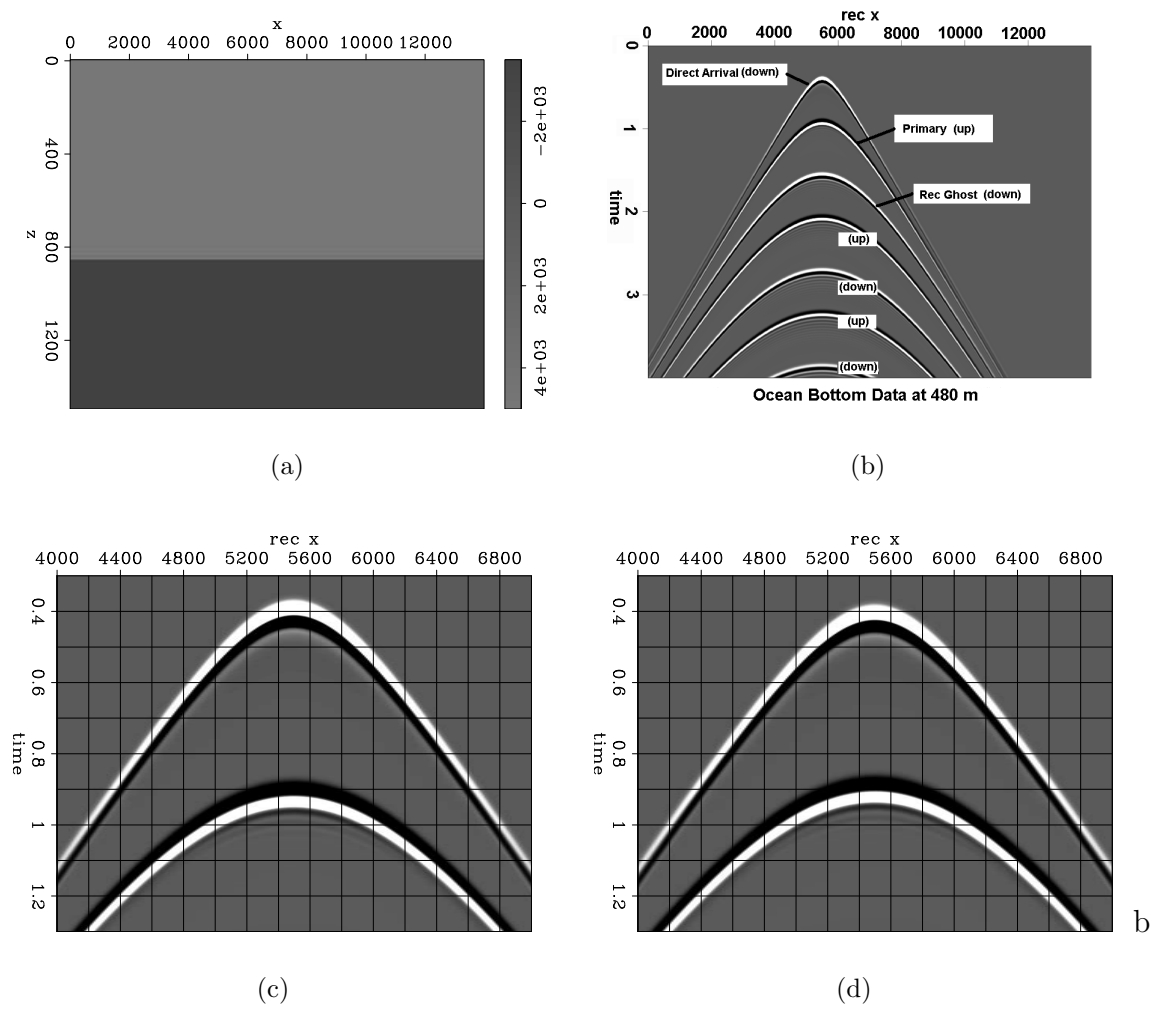 x
0 2000 4000 6000 8000 10000 12000
0
400
800
1200
z
−2e+03
0
2e+03
4e+03
(a)
rec x
0 2000 4000 6000 8000 10000 12000
0
1
2
3
time
Direct Arrival (down)
Primary (up)
Rec Ghost (down)
(up)
(down)
(up)
(down)
Ocean Bottom Data at 480 m
(b)
rec x
4000 4400 4800 5200 5600 6000 6400 6800
0.4
0.6
0.8
1
1.2
time
(c)
rec x
4000 4400 4800 5200 5600 6000 6400 6800
0.4
0.6
0.8
1
1.2
time
b
(d)